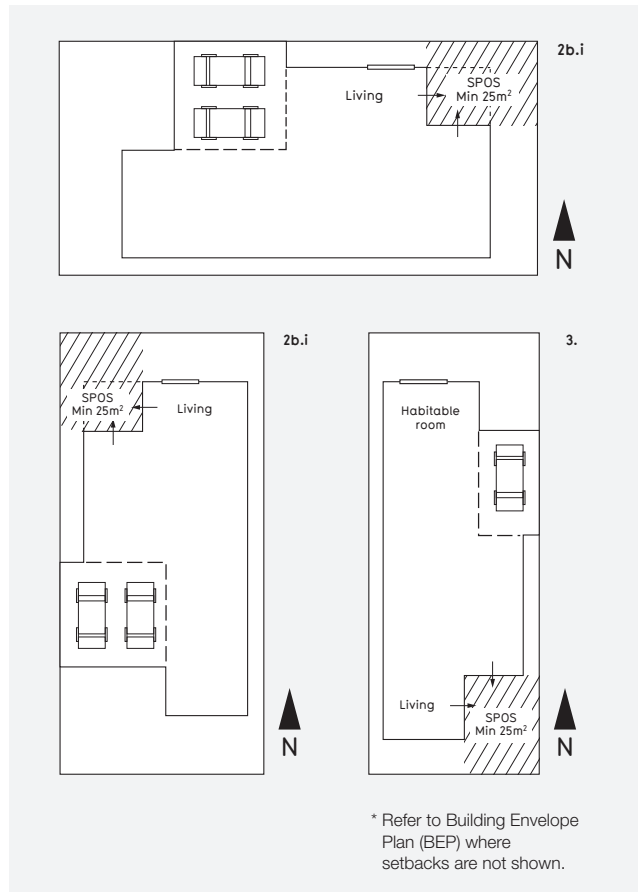 2b.i
SPOS
Min 25m²
Living
N
2b.i
SPOS
Min 25m²
Living
N
3.
Habitable
room
Living
SPOS
Min 25m²
N
* Refer to Building Envelope
Plan (BEP) where
setbacks are not shown.